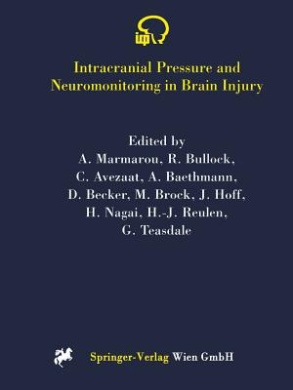 Intracranial Pressure and
Neuromonitoring in Brain Injury
Edited by
A. Marmarou, R. Bullock,
C. Avezaat, A. Baethmann,
D. Becker, M. Brock, J. Hoff,
H. Nagai, H.-J. Reulen,
G. Teasdale
Springer-Verlag Wien GmbH